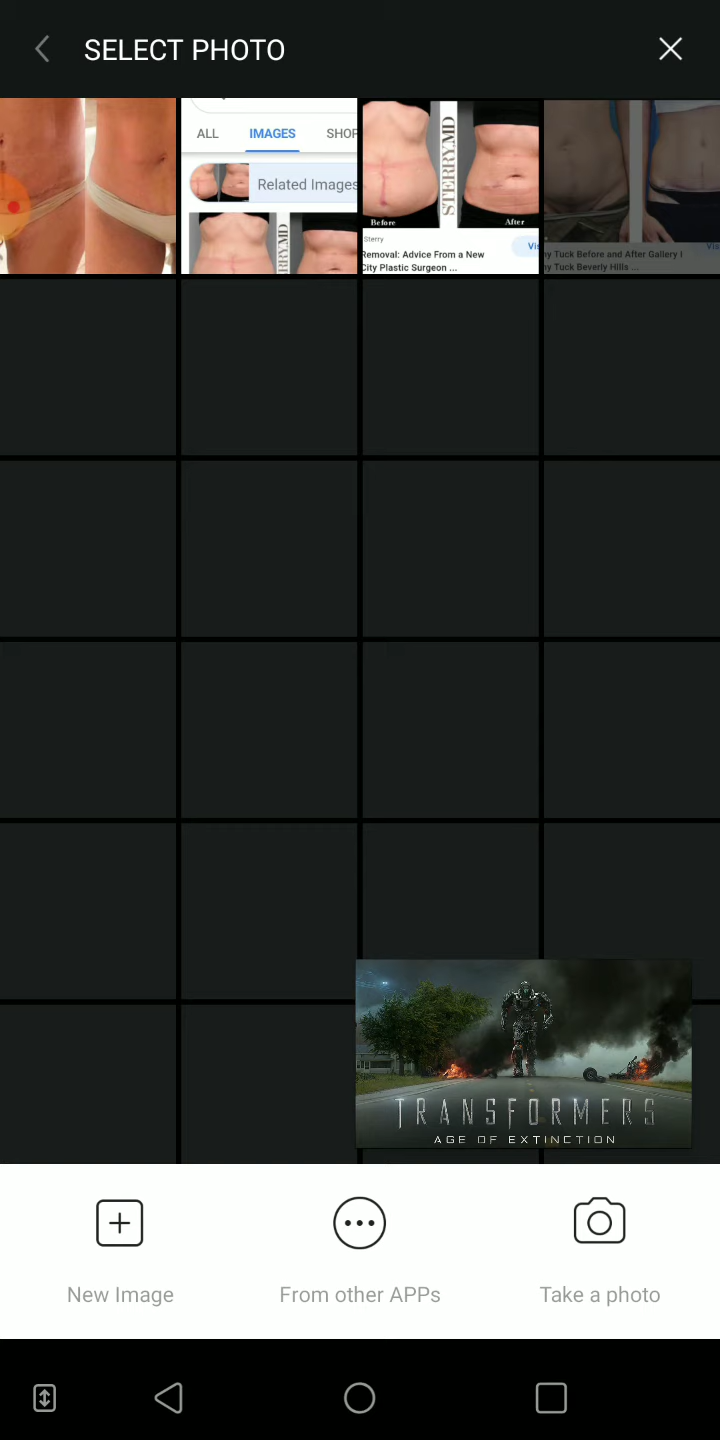 SELECT PHOTO
ALL IMAGES SHOP
Related Images
STERRY.MD
Before After
Sterry
Removal: Advice From a New
City Plastic Surgeon ...
Vis
y Tuck Before and After Gallery |
y Tuck Beverly Hills ...
Vis
TRANSFORMERS
AGE OF EXTINCTION
New Image
From other APPs
Take a photo